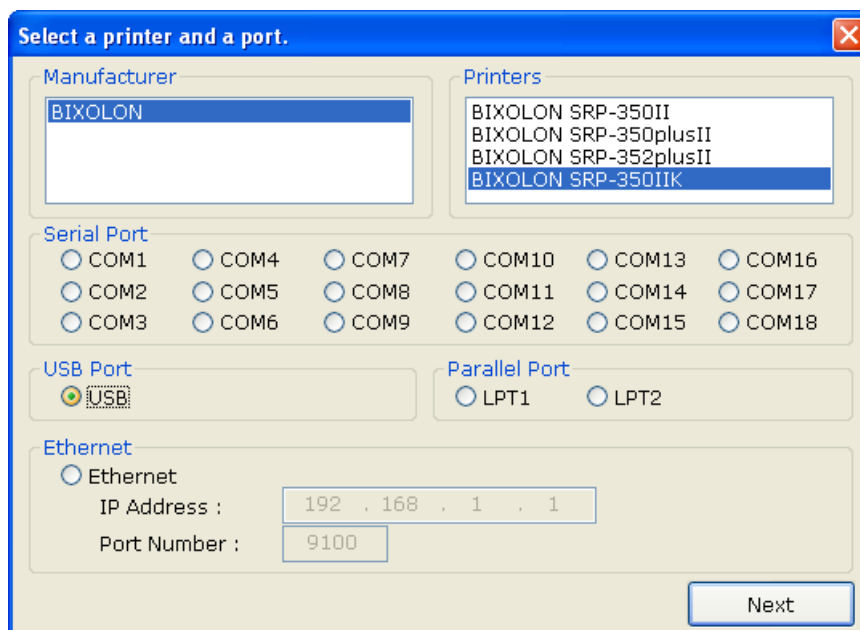 Select a printer and a port.
Manufacturer
BIXOLON
Printers
BIXOLON SRP-350II
BIXOLON SRP-350plusII
BIXOLON SRP-352plusII
BIXOLON SRP-350IIK
Serial Port
COM1 COM4 COM7 COM10 COM13 COM16
COM2 COM5 COM8 COM11 COM14 COM17
COM3 COM6 COM9 COM12 COM15 COM18
USB Port
USB
Parallel Port
LPT1 LPT2
Ethernet
Ethernet
IP Address : 192 . 168 . 1 . 1
Port Number : 9100
Next